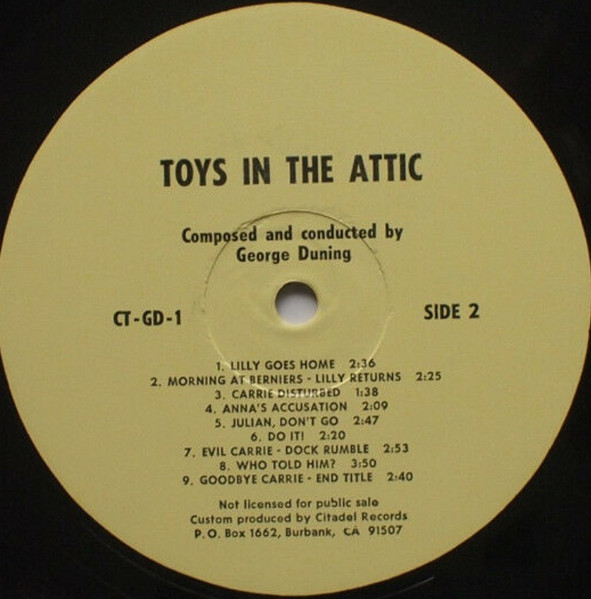 TOYS IN THE ATTIC
Composed and conducted by
George Duning
CT-GD-1
SIDE 2
1. LILLY GOES HOME 2:36
2. MORNING AT BERNIERS - LILLY RETURNS 2:25
3. CARRIE DISTURBED 1:38
4. ANNA'S ACCUSATION 2:09
5. JULIAN, DON'T GO 2:47
6. DO IT! 2:20
7. EVIL CARRIE - DOCK RUMBLE 2:53
8. WHO TOLD HIM? 3:50
9. GOODBYE CARRIE - END TITLE 2:40
Not licensed for public sale
Custom produced by Citadel Records
P.O. Box 1662, Burbank, CA 91507